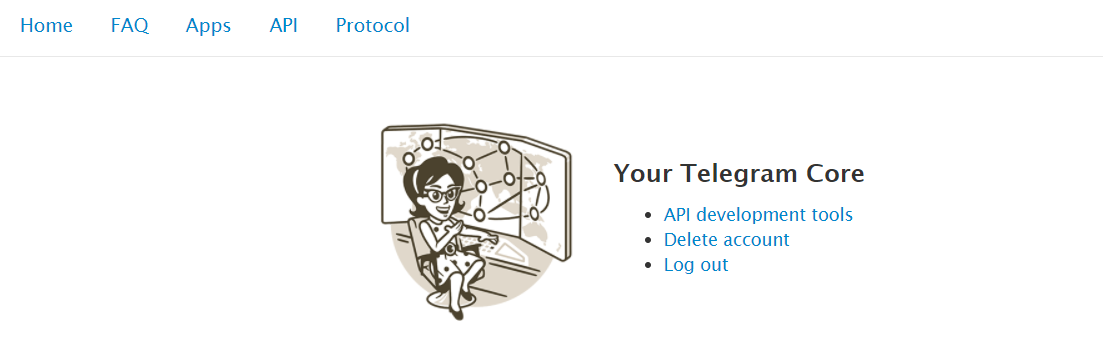 Home FAQ Apps API Protocol
Your Telegram Core
API development tools
Delete account
Log out